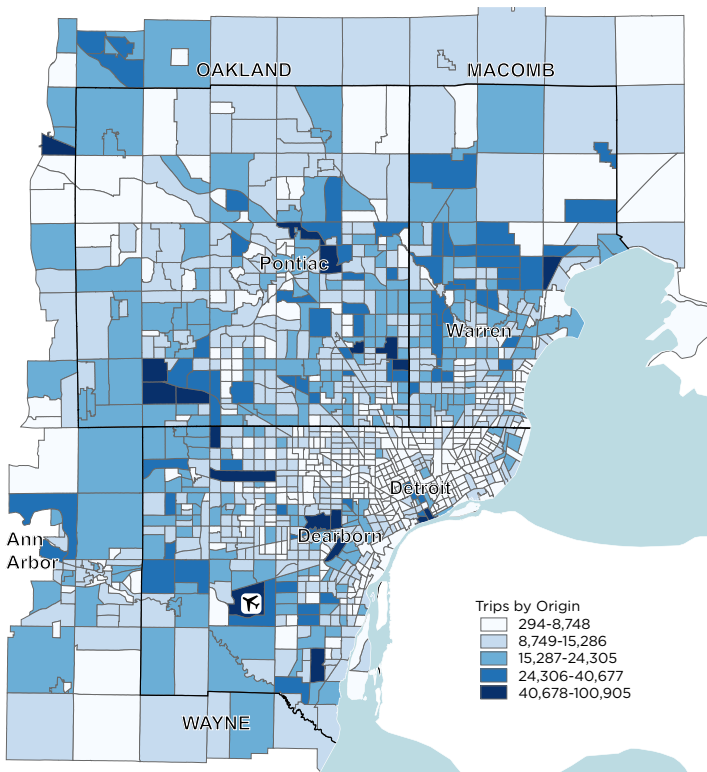 OAKLAND
MACOMB
Pontiac
Warren
Detroit
Dearborn
Ann
Arbor
WAYNE
Trips by Origin
294-8,748
8,749-15,286
15,287-24,305
24,306-40,677
40,678-100,905